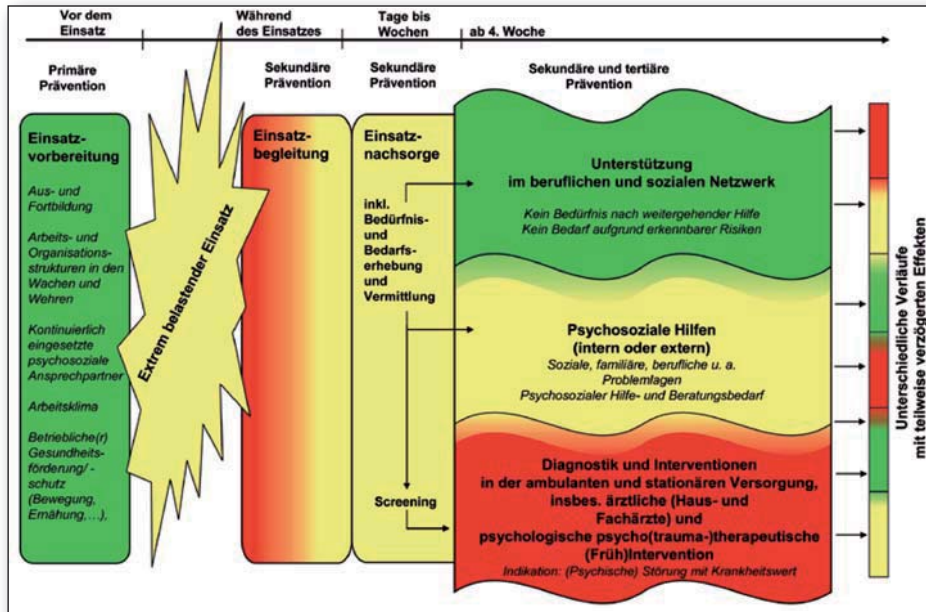 Vor dem
Einsatz
Während
des Einsatzes
Tage bis
Wochen
ab 4. Woche
Primäre
Prävention
Sekundäre
Prävention
Sekundäre
Prävention
Sekundäre und tertiäre
Prävention
Einsatz-
vorbereitung
Aus- und
Fortbildung
Arbeits- und
Organisations-
strukturen in den
Wachen und
Wehren
Kontinuierlich
eingesetzte
psychosoziale
Ansprechpartner
Arbeitsklima
Betriebliche(r)
Gesundheits-
förderung/ -
schutz
(Bewegung,
Ernähung,…),
Extrem belastender Einsatz
Einsatz-
begleitung
Einsatz-
nachsorge
inkl.
Bedürfnis-
und
Bedarfs-
erhebung
und
Vermittlung
Screening
Unterstützung
im beruflichen und sozialen Netzwerk
Kein Bedürfnis nach weitergehender Hilfe
Kein Bedarf aufgrund erkennbarer Risiken
Psychosoziale Hilfen
(intern oder extern)
Soziale, familiäre, berufliche u. a.
Problemlagen
Psychosozialer Hilfe- und Beratungsbedarf
Diagnostik und Interventionen
in der ambulanten und stationären Versorgung,
insbes. ärztliche (Haus- und
Fachärzte) und
psychologische psycho(trauma-)therapeutische
(Früh)Intervention
Indikation: (Psychische) Störung mit Krankheitswert
Unterschiedliche Verläufe
mit teilweise verzögerten Effekten